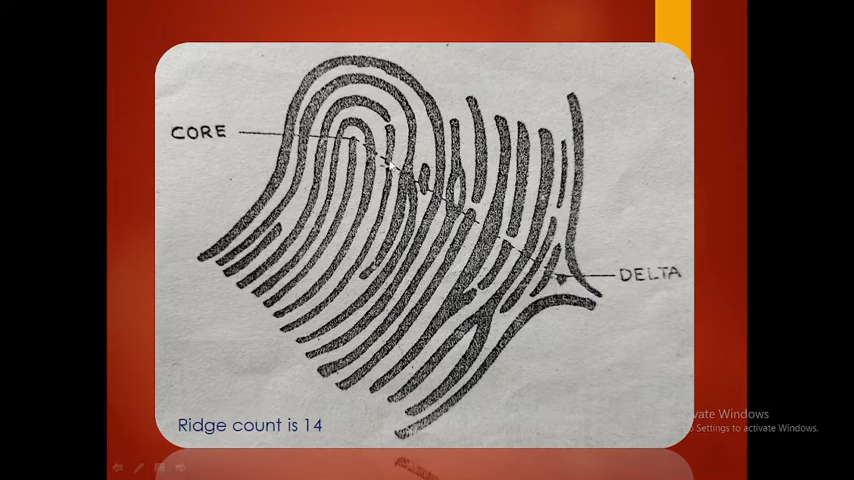 CORE
DELTA
Ridge count is 14
vate Windows
o Settings to activate Windows.